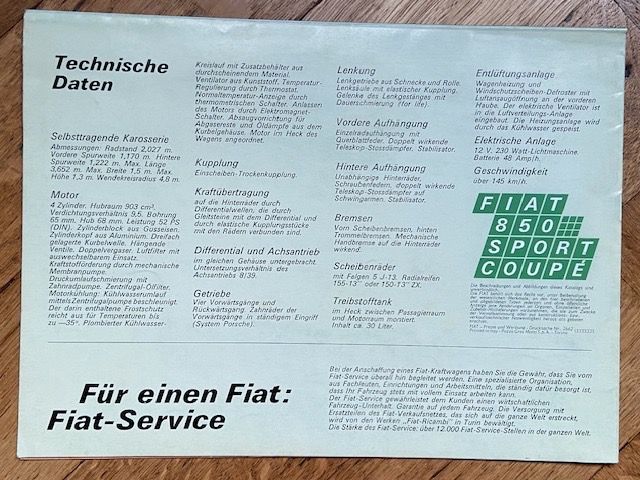 Technische
Daten
Selbsttragende Karosserie
Abmessungen: Radstand 2,027 m.
Vordere Spurweite 1,170 m. Hintere
Spurweite 1,222 m. Max. Länge
3,652 m. Max. Breite 1,5 m. Max.
Höhe 1,3 m. Wendekreisradius 4,8 m.
Motor
4 Zylinder. Hubraum 903 cm³.
Verdichtungsverhältnis 9,5. Bohrung
65 mm, Hub 68 mm. Leistung 52 PS
(DIN). Zylinderblock aus Gusseisen.
Zylinderkopf aus Aluminium. Dreifach
gelagerte Kurbelwelle. Hängende
Ventile. Doppelvergaser. Luftfilter mit
auswechselbarem Einsatz.
Kraftstofförderung durch mechanische
Membranpumpe.
Druckumlaufschmierung mit
Zahnradpumpe. Zentrifugal-Ölfilter.
Motorkühlung: Kühlwasserumlauf
mittels Zentrifugalpumpe beschleunigt.
Der darin enthaltene Frostschutz
reicht aus für Temperaturen bis
zu —35°. Plombierter Kühlwasser-
Kreislauf mit Zusatzbehälter aus
durchscheinendem Material.
Ventilator aus Kunststoff. Temperatur-
Regulierung durch Thermostat.
Normaltemperatur-Anzeige durch
thermometrischen Schalter. Anlassen
des Motors durch Elektromagnet-
Schalter. Absaugvorrichtung für
Abgasreste und Öldämpfe aus dem
Kurbelgehäuse. Motor im Heck des
Wagens angeordnet.
Kupplung
Einscheiben-Trockenkupplung.
Kraftübertragung
auf die Hinterräder durch
Differentialwellen, die durch
Gleitsteine mit dem Differential und
durch elastische Kupplungsstücke
mit den Rädern verbunden sind.
Differential und Achsantrieb
im gleichen Gehäuse untergebracht.
Untersetzungsverhältnis des
Achsantriebs 8/39.
Getriebe
Vier Vorwärtsgänge und
Rückwärtsgang. Zahnräder der
Vorwärtsgänge in ständigem Eingriff
(System Porsche).
Lenkung
Lenkgetriebe aus Schnecke und Rolle.
Lenksäule mit elastischer Kupplung.
Gelenke des Lenkgestänges mit
Dauerschmierung (for life).
Vordere Aufhängung
Einzelradaufhängung mit
Querblattfeder. Doppelt wirkende
Teleskop-Stossdämpfer. Stabilisator.
Hintere Aufhängung
Unabhängige Hinterräder,
Schraubenfedern, doppelt wirkende
Teleskop-Stossdämpfer auf
Schwingarmen. Stabilisator.
Bremsen
Vorn Scheibenbremsen, hinten
Trommelbremsen. Mechanische
Handbremse auf die Hinterräder
wirkend.
Scheibenräder
mit Felgen 5 J-13. Radialreifen
155-13" oder 150-13" ZX.
Treibstofftank
im Heck zwischen Passagierraum
und Motorraum montiert.
Inhalt ca. 30 Liter.
Entlüftungsanlage
Wagenheizung und
Windschutzscheiben-Defroster mit
Luftansaugöffnung an der vorderen
Haube. Der elektrische Ventilator ist
in die Luftverteilungs-Anlage
eingebaut. Die Heizungsanlage wird
durch das Kühlwasser gespeist.
Elektrische Anlage
12 V. 230 Watt-Lichtmaschine.
Batterie 48 Amp/h.
Geschwindigkeit
über 145 km/h.
FIAT
850
SPORT
COUPÉ
Die Beschreibungen und Abbildungen dieses Katalogs sind
unverbindlich.
Für einen Fiat:
Fiat-Service
Bei der Anschaffung eines Fiat-Kraftwagens haben Sie die Gewähr, dass Sie vom
Fiat-Service überall hin begleitet werden. Eine spezialisierte Organisation,
aus Fachleuten, Einrichtungen und Arbeitsmitteln, die ständig dafür besorgt ist,
dass Ihr Fahrzeug stets mit vollem Einsatz arbeiten kann.
Der Fiat-Service gewährleistet dem Kunden einen wirtschaftlichen
Fahrzeug-Unterhalt. Garantie auf jedem Fahrzeug. Die Versorgung mit
Ersatzteilen des Fiat-Verkaufsnetzes, das sich auf die ganze Welt erstreckt,
wird von den Werken „Fiat-Ricambi" in Turin bewältigt.
Die Stärke des Fiat-Service: über 12.000 Fiat-Service-Stellen in der ganzen Welt.